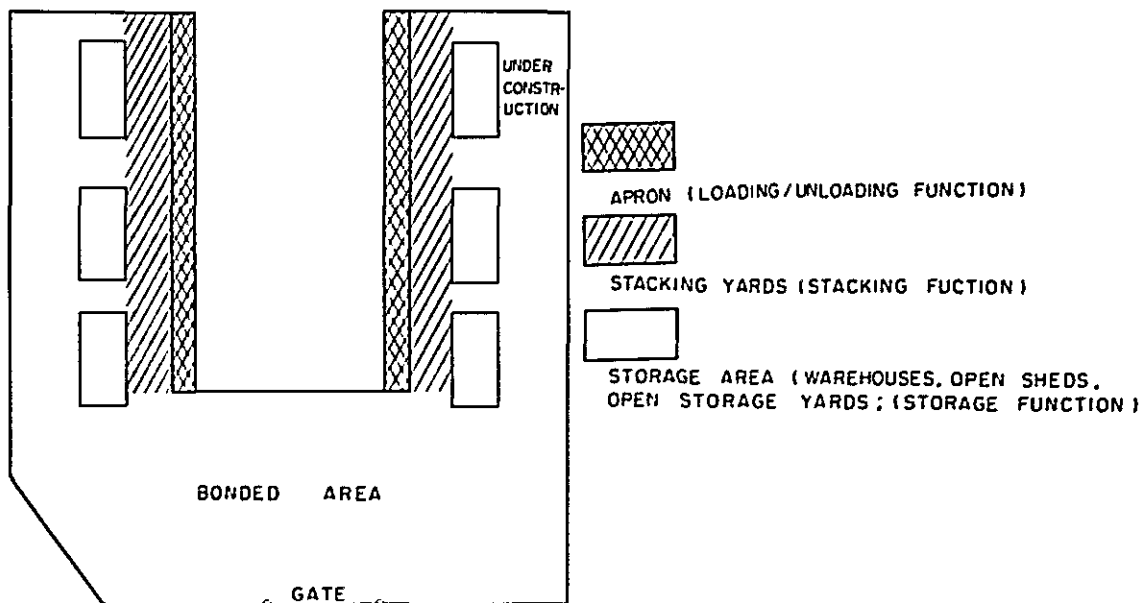 UNDER
CONSTR-
UCTION
APRON (LOADING/UNLOADING FUNCTION)
STACKING YARDS (STACKING FUCTION)
STORAGE AREA (WAREHOUSES, OPEN SHEDS,
OPEN STORAGE YARDS; (STORAGE FUNCTION)
BONDED AREA
GATE